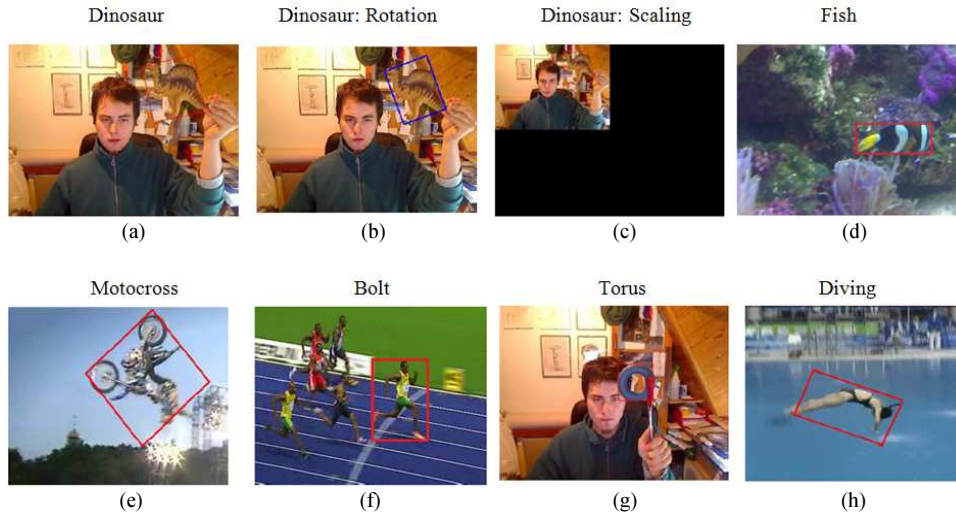 Dinosaur
Dinosaur: Rotation
Dinosaur: Scaling
Fish
(a)
(b)
(c)
(d)
Motocross
Bolt
Torus
Diving
(e)
(f)
(g)
(h)